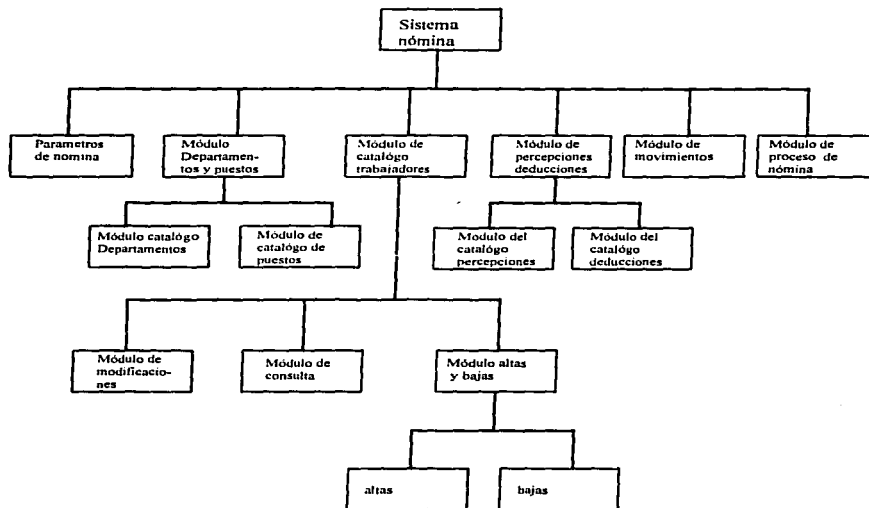 Sistema
nómina
Parametros
de nomina
Módulo
Departamen-
tos y puestos
Módulo de
catalógo
trabajadores
Módulo de
percepciones
deducciones
Módulo de
movimientos
Módulo de
proceso de
nómina
Módulo catalógo
Departamentos
Módulo de
catalógo de
puestos
Módulo del
catalógo
percepciones
Módulo del
catalógo
deducciones
Módulo de
modificacio-
nes
Módulo de
consulta
Módulo altas
y bajas
altas
bajas